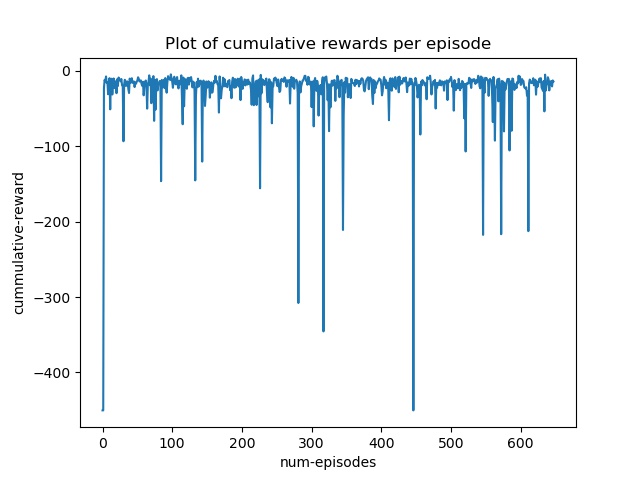 Plot of cumulative rewards per episode
0
−100
−200
−300
−400
cummulative-reward
0 100 200 300 400 500 600
num-episodes